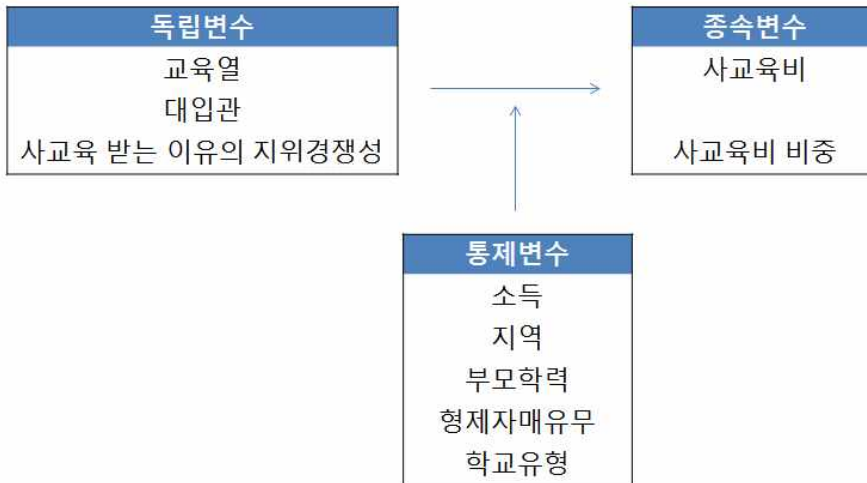 독립변수
교육열
대입관
사교육 받는 이유의 지위경쟁성
종속변수
사교육비
사교육비 비중
통제변수
소득
지역
부모학력
형제자매유무
학교유형